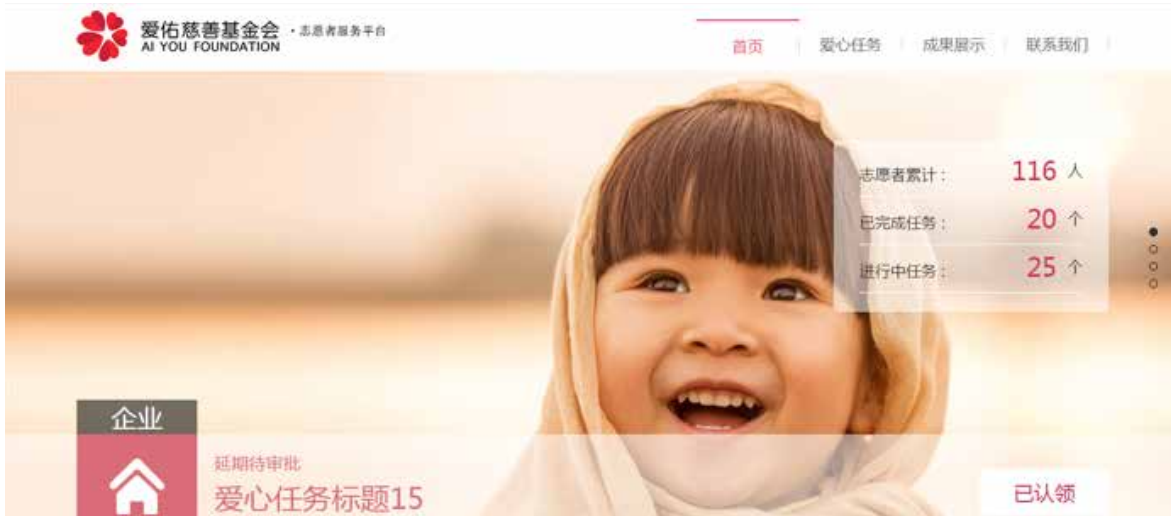 爱佑慈善基金会 ·志愿者服务平台
AI YOU FOUNDATION
首页 爱心任务 成果展示 联系我们
志愿者累计： 116 人
已完成任务： 20 个
进行中任务： 25 个
企业
延期待审批
爱心任务标题15
已认领